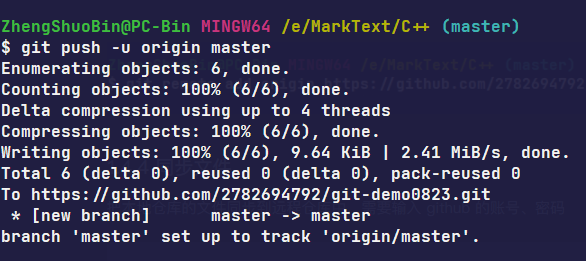 ZhengShuoBin@PC-Bin MINGW64 /e/MarkText/C++ (master)
$ git push -u origin master
Enumerating objects: 6, done.
Counting objects: 100% (6/6), done.
Delta compression using up to 4 threads
Compressing objects: 100% (6/6), done.
Writing objects: 100% (6/6), 9.64 KiB | 2.41 MiB/s, done.
Total 6 (delta 0), reused 0 (delta 0), pack-reused 0
To https://github.com/2782694792/git-demo0823.git
 * [new branch]      master -> master
branch 'master' set up to track 'origin/master'.